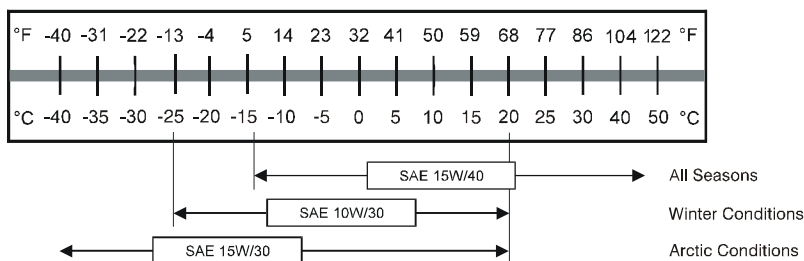 °F -40 -31 -22 -13 -4 5 14 23 32 41 50 59 68 77 86 104 122 °F
°C -40 -35 -30 -25 -20 -15 -10 -5 0 5 10 15 20 25 30 40 50 °C
SAE 15W/40 All Seasons
SAE 10W/30 Winter Conditions
SAE 15W/30 Arctic Conditions